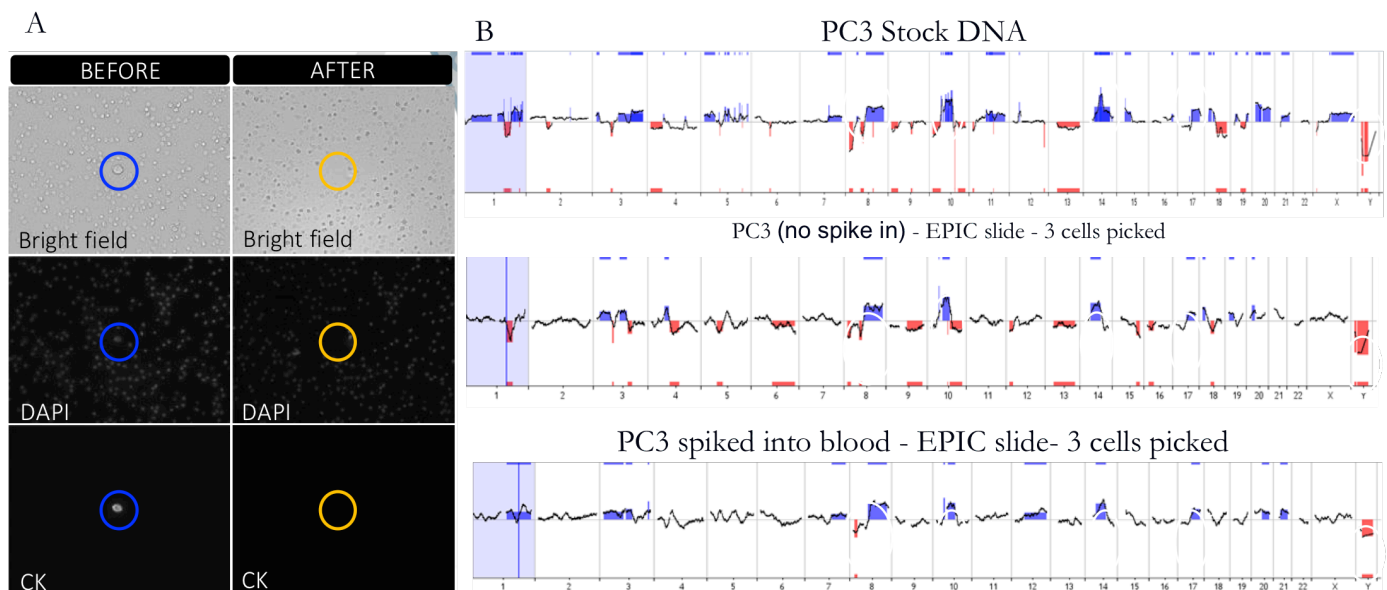 A
BEFORE AFTER
Bright field Bright field
DAPI DAPI
CK CK
B
PC3 Stock DNA
1 2 3 4 5 6 7 8 9 10 11 12 13 14 15 16 17 18 19 20 21 22 X Y
PC3 (no spike in) - EPIC slide - 3 cells picked
1 2 3 4 5 6 7 8 9 10 11 12 13 14 15 16 17 18 19 20 21 22 X Y
PC3 spiked into blood - EPIC slide- 3 cells picked
1 2 3 4 5 6 7 8 9 10 11 12 13 14 15 16 17 18 19 20 21 22 X Y